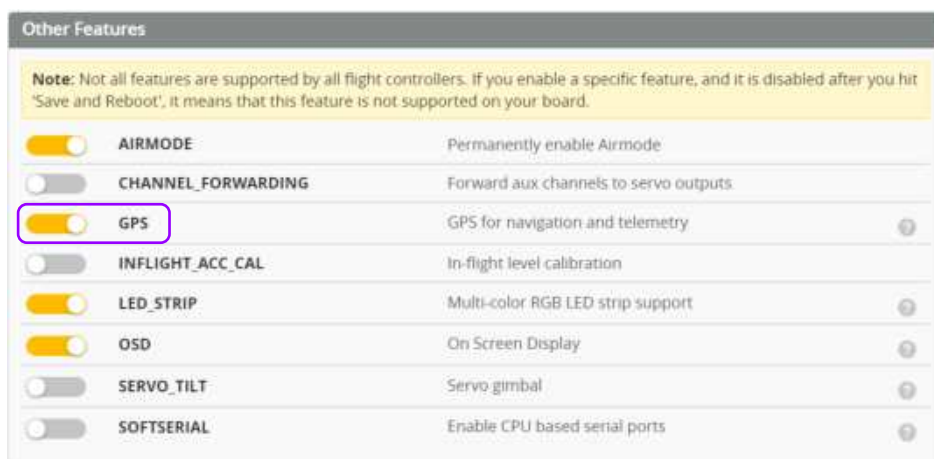 Other Features
Note: Not all features are supported by all flight controllers. If you enable a specific feature, and it is disabled after you hit
'Save and Reboot', it means that this feature is not supported on your board.
AIRMODE Permanently enable Airmode
CHANNEL_FORWARDING Forward aux channels to servo outputs
GPS GPS for navigation and telemetry
INFLIGHT_ACC_CAL In-flight level calibration
LED_STRIP Multi-color RGB LED strip support
OSD On Screen Display
SERVO_TILT Servo gimbal
SOFTSERIAL Enable CPU based serial ports